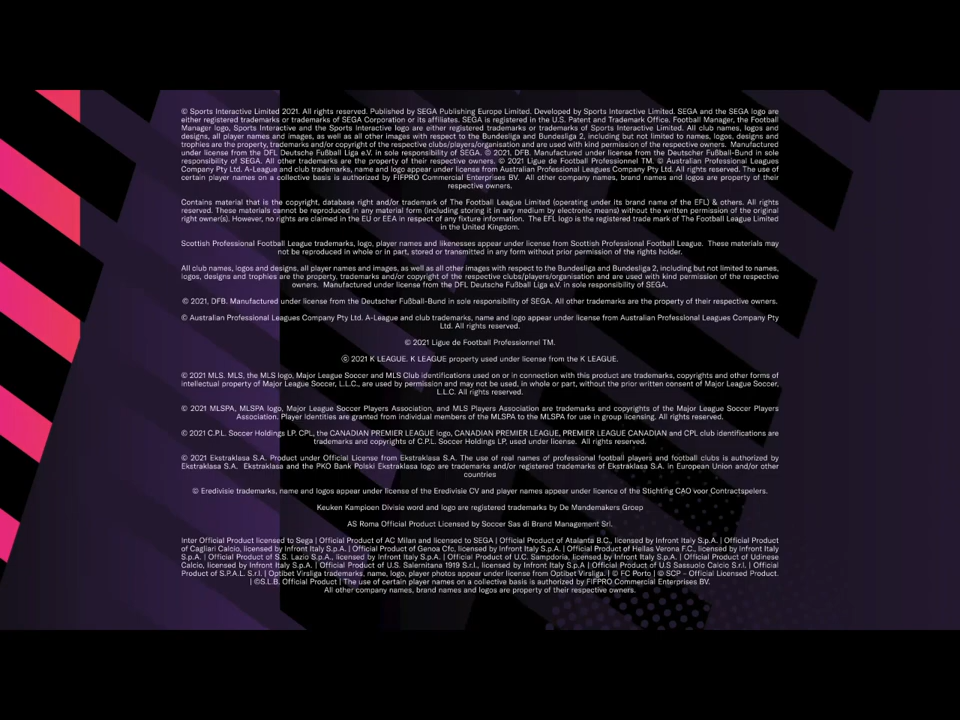 © Sports Interactive Limited 2021. All rights reserved. Published by SEGA Publishing Europe Limited. Developed by Sports Interactive Limited. SEGA and the SEGA logo are
either registered trademarks or trademarks of SEGA Corporation or its affiliates. SEGA is registered in the U.S. Patent and Trademark Office. Football Manager, the Football
Manager logo, Sports Interactive and the Sports Interactive logo are either registered trademarks or trademarks of Sports Interactive Limited. All club names, logos and
designs, all player names and images, as well as all other images with respect to the Bundesliga and Bundesliga 2, including but not limited to names, logos, designs and
trophies are the property, trademarks and/or copyright of the respective clubs/players/organisation and are used with kind permission of the respective owners. Manufactured
under license from the DFL Deutsche Fußball Liga e.V. in sole responsibility of SEGA. © 2021, DFB. Manufactured under license from the Deutscher Fußball-Bund in sole
responsibility of SEGA. All other trademarks are the property of their respective owners. © 2021 Ligue de Football Professionnel TM. © Australian Professional Leagues
Company Pty Ltd. A-League and club trademarks, name and logo appear under license from Australian Professional Leagues Company Pty Ltd. All rights reserved. The use of
certain player names on a collective basis is authorized by FIFPRO Commercial Enterprises BV. All other company names, brand names and logos are property of their
respective owners.
Contains material that is the copyright, database right and/or trademark of The Football League Limited (operating under its brand name of the EFL) & others. All rights
reserved. These materials cannot be reproduced in any material form (including storing it in any medium by electronic means) without the written permission of the original
right owner(s). However, no rights are claimed in the EU or EEA in respect of any fixture information. The EFL logo is the registered trade mark of The Football League Limited
in the United Kingdom.
Scottish Professional Football League trademarks, logo, player names and likenesses appear under license from Scottish Professional Football League. These materials may
not be reproduced in whole or in part, stored or transmitted in any form without prior written permission of the rights holder.
All club names, logos and designs, all player names and images, as well as all other images with respect to the Bundesliga and Bundesliga 2, including but not limited to names,
logos, designs and trophies are the property, trademarks and/or copyright of the respective clubs/players/organisation and are used with kind permission of the respective
owners. Manufactured under license from the DFL Deutsche Fußball Liga e.V. in sole responsibility of SEGA.
© 2021, DFB. Manufactured under license from the Deutscher Fußball-Bund in sole responsibility of SEGA. All other trademarks are the property of their respective owners.
© Australian Professional Leagues Company Pty Ltd. A-League and club trademarks, name and logo appear under license from Australian Professional Leagues Company Pty
Ltd. All rights reserved.
© 2021 Ligue de Football Professionnel TM.
ⓒ 2021 K LEAGUE. K LEAGUE property used under license from the K LEAGUE.
© 2021 MLS. MLS, the MLS logo, Major League Soccer and MLS Club identifications used on or in connection with this product are trademarks, copyrights and other forms of
intellectual property of Major League Soccer, L.L.C., are used by permission and may not be used, in whole or part, without the prior written consent of Major League Soccer,
L.L.C. All rights reserved.
© 2021 MLSPA, MLSPA logo, Major League Soccer Players Association, and MLS Players Association are trademarks and copyrights of the Major League Soccer Players
Association. Player Identities are granted from individual members of the MLSPA to the MLSPA for use in group licensing. All rights reserved.
© 2021 C.P.L. Soccer Holdings LP. CPL, the CANADIAN PREMIER LEAGUE logo, CANADIAN PREMIER LEAGUE, PREMIER LEAGUE CANADIAN and CPL club identifications are
trademarks and copyrights of C.P.L. Soccer Holdings LP, used under license. All rights reserved.
© 2021 Ekstraklasa S.A. Product under Official License from Ekstraklasa S.A. The use of real names of professional football players and football clubs is authorized by
Ekstraklasa S.A. Ekstraklasa and the PKO Bank Polski Ekstraklasa logo are trademarks and/or registered trademarks of Ekstraklasa S.A. in European Union and/or other
countries
© Eredivisie trademarks, name and logos appear under license of the Eredivisie CV and player names appear under licence of the Stichting CAO voor Contractspelers.
Keuken Kampioen Divisie word and logo are registered trademarks by De Mandemakers Groep
AS Roma Official Product Licensed by Soccer Sas di Brand Management Srl.
Inter Official Product licensed to Sega | Official Product of AC Milan and licensed to SEGA | Official Product of Atalanta B.C., licensed by Infront Italy S.p.A. | Official Product
of Cagliari Calcio, licensed by Infront Italy S.p.A. | Official Product of Genoa Cfc, licensed by Infront Italy S.p.A. | Official Product of Hellas Verona F.C., licensed by Infront Italy
S.p.A. | Official Product of S.S. Lazio S.p.A., licensed by Infront Italy S.p.A. | Official Product of U.C. Sampdoria, licensed by Infront Italy S.p.A. | Official Product of Udinese
Calcio, licensed by Infront Italy S.p.A. | Official Product of U.S. Salernitana 1919 S.r.l., licensed by Infront Italy S.p.A | Official Product of U.S Sassuolo Calcio S.r.l. | Official
Product of S.P.A.L. S.r.l. | Optibet Virsliga trademarks, name, logo, player photos appear under license from Optibet Virsliga. | © FC Porto | © SCP - Official Licensed Product.
| ©S.L.B. Official Product | The use of certain player names on a collective basis is authorized by FIFPRO Commercial Enterprises BV.
All other company names, brand names and logos are property of their respective owners.